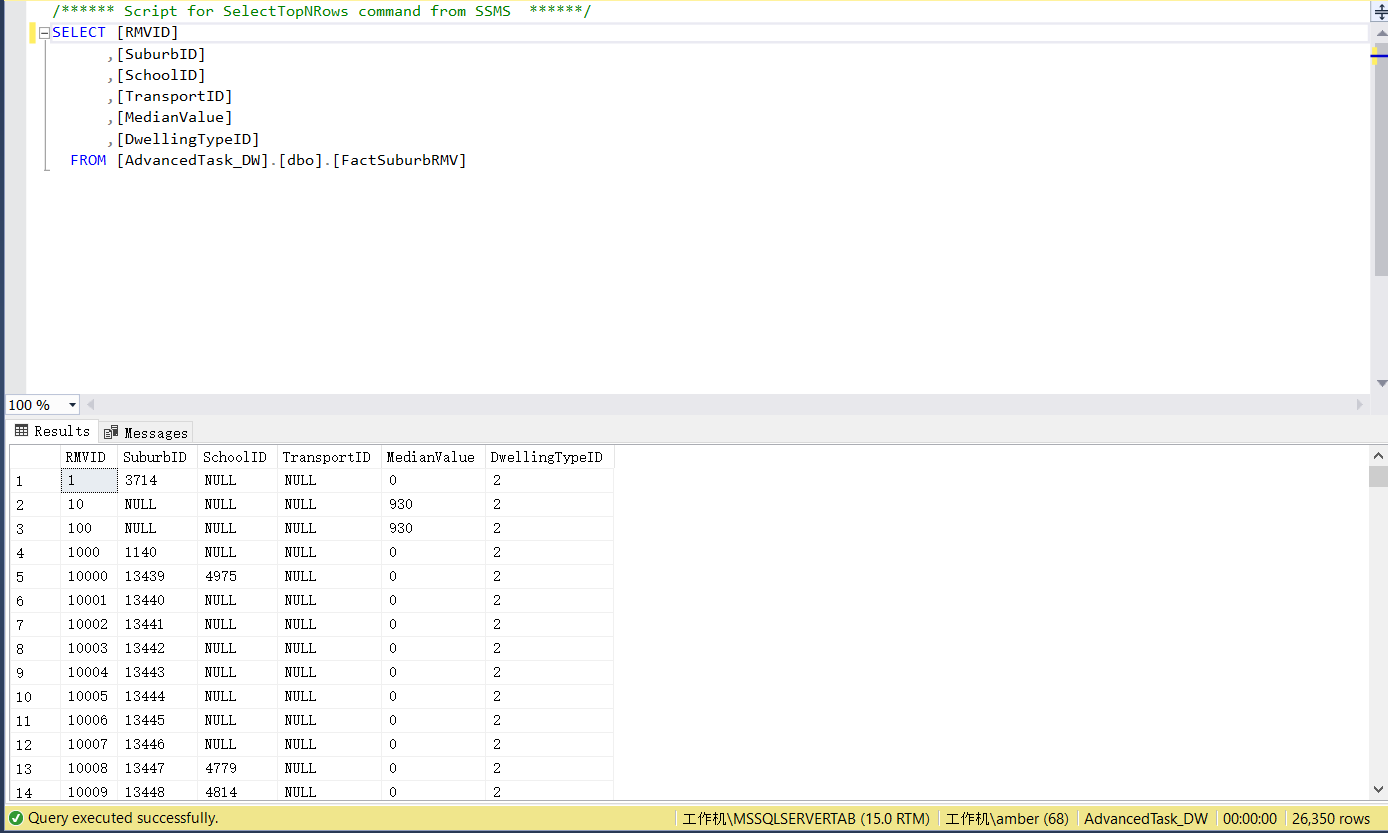 /****** Script for SelectTopNRows command from SSMS  ******/
SELECT [RMVID]
      ,[SuburbID]
      ,[SchoolID]
      ,[TransportID]
      ,[MedianValue]
      ,[DwellingTypeID]
  FROM [AdvancedTask_DW].[dbo].[FactSuburbRMV]
100 %
Results Messages
RMVID SuburbID SchoolID TransportID MedianValue DwellingTypeID
1 1 3714 NULL NULL 0 2
2 10 NULL NULL NULL 930 2
3 100 NULL NULL NULL 930 2
4 1000 1140 NULL NULL 0 2
5 10000 13439 4975 NULL 0 2
6 10001 13440 NULL NULL 0 2
7 10002 13441 NULL NULL 0 2
8 10003 13442 NULL NULL 0 2
9 10004 13443 NULL NULL 0 2
10 10005 13444 NULL NULL 0 2
11 10006 13445 NULL NULL 0 2
12 10007 13446 NULL NULL 0 2
13 10008 13447 4779 NULL 0 2
14 10009 13448 4814 NULL 0 2
Query executed successfully. 工作机\MSSQLSERVERTAB (15.0 RTM) 工作机\amber (68) AdvancedTask_DW 00:00:00 26,350 rows